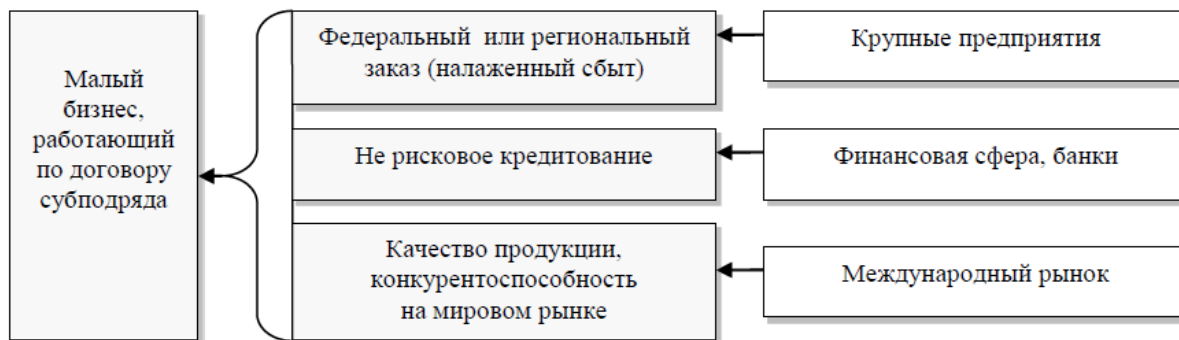 Малый
бизнес,
работающий
по договору
субподряда
Федеральный или региональный
заказ (налаженный сбыт)
Крупные предприятия
Не рисковое кредитование
Финансовая сфера, банки
Качество продукции,
конкурентоспособность
на мировом рынке
Международный рынок